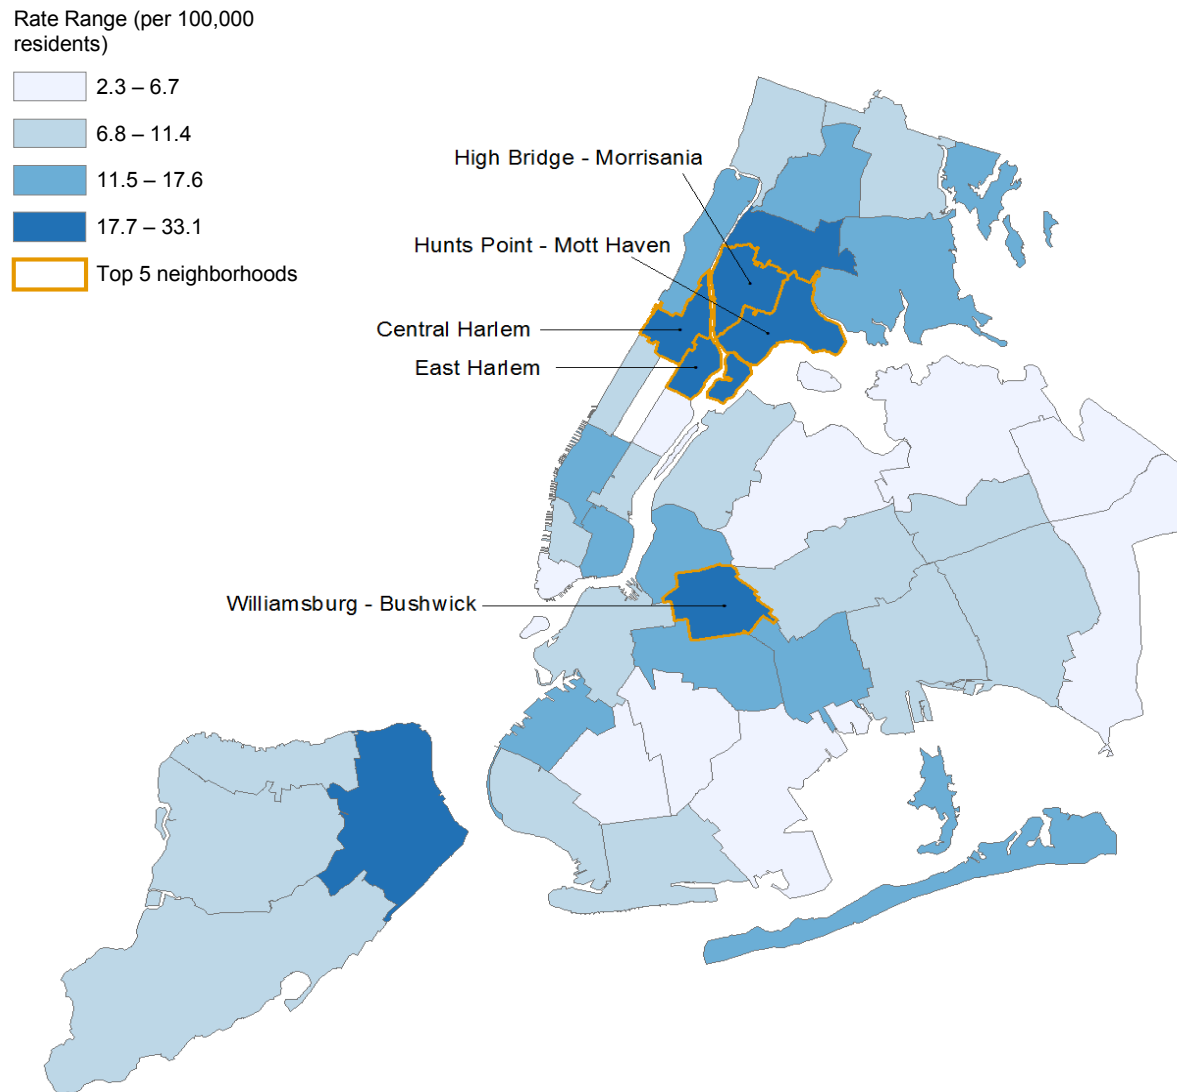 Rate Range (per 100,000
residents)
2.3 – 6.7
6.8 – 11.4
11.5 – 17.6
17.7 – 33.1
Top 5 neighborhoods
High Bridge - Morrisania
Hunts Point - Mott Haven
Central Harlem
East Harlem
Williamsburg - Bushwick